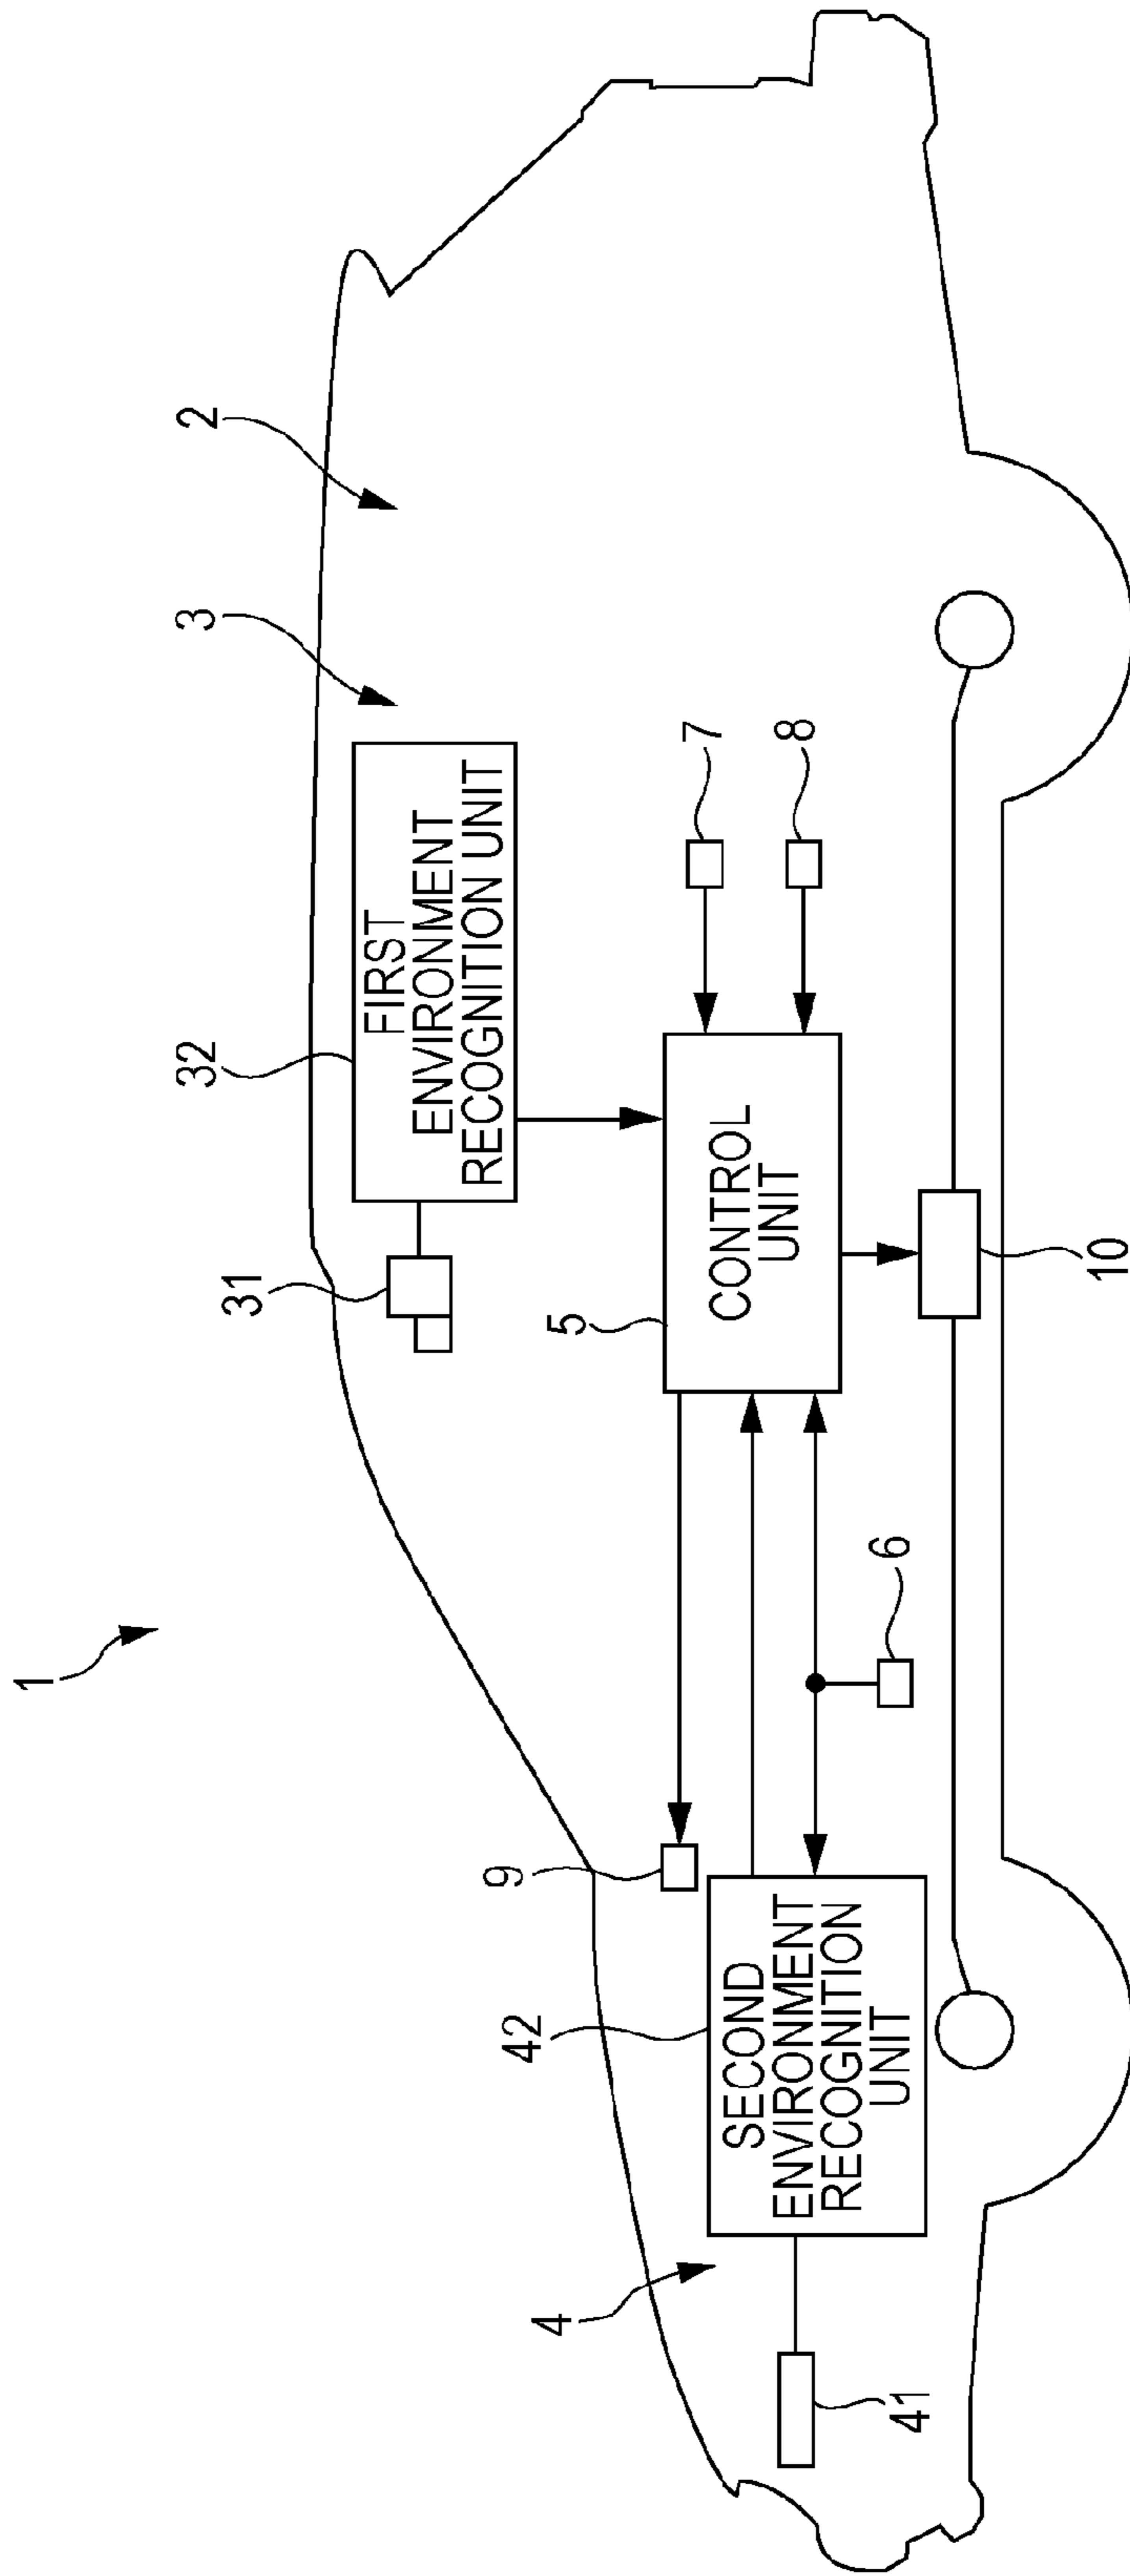 1
2
3
32
FIRST
ENVIRONMENT
RECOGNITION UNIT
31
7
8
5
CONTROL
UNIT
9
6
10
42
SECOND
ENVIRONMENT
RECOGNITION
UNIT
4
41